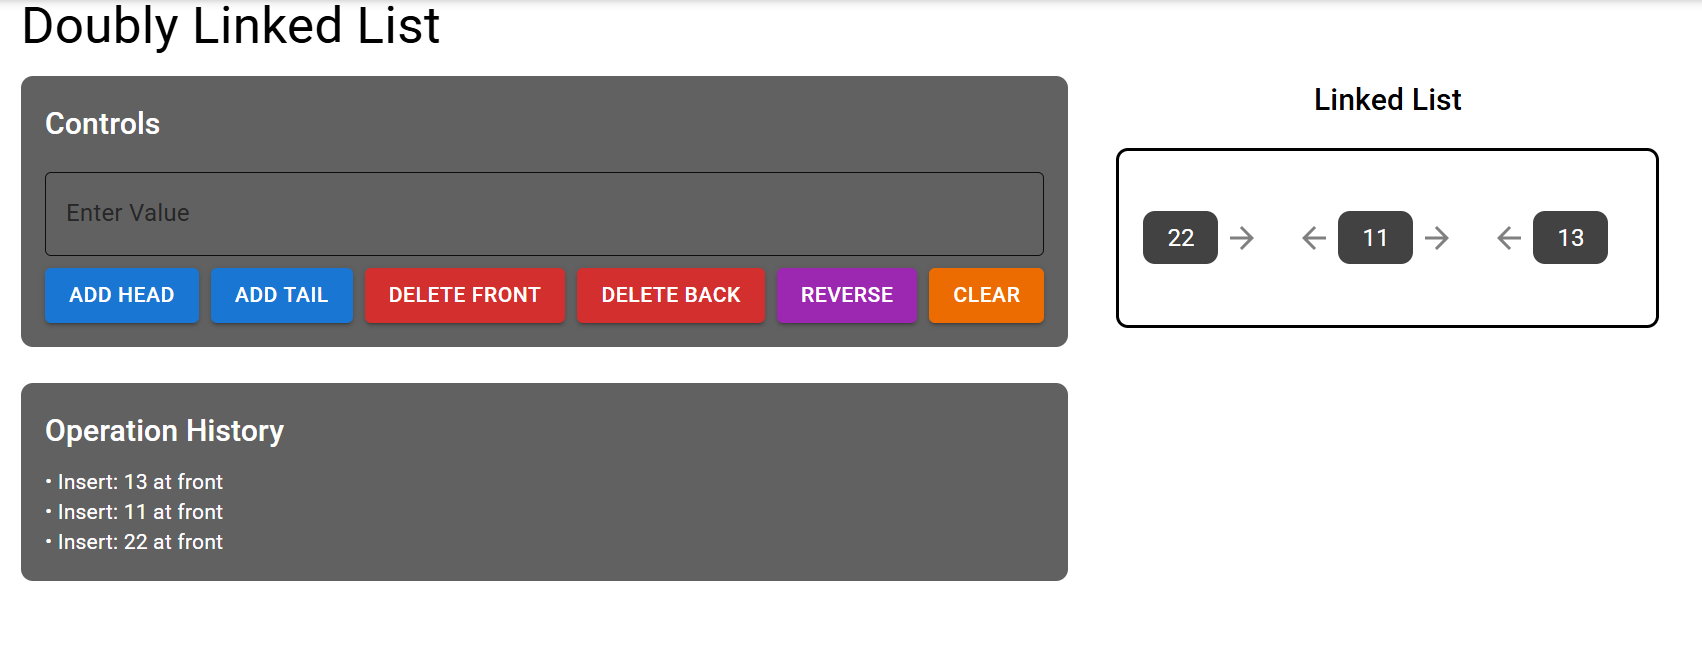 Doubly Linked List
Controls
Enter Value
ADD HEAD ADD TAIL DELETE FRONT DELETE BACK REVERSE CLEAR
Operation History
• Insert: 13 at front
• Insert: 11 at front
• Insert: 22 at front
Linked List
22 → ← 11 → ← 13